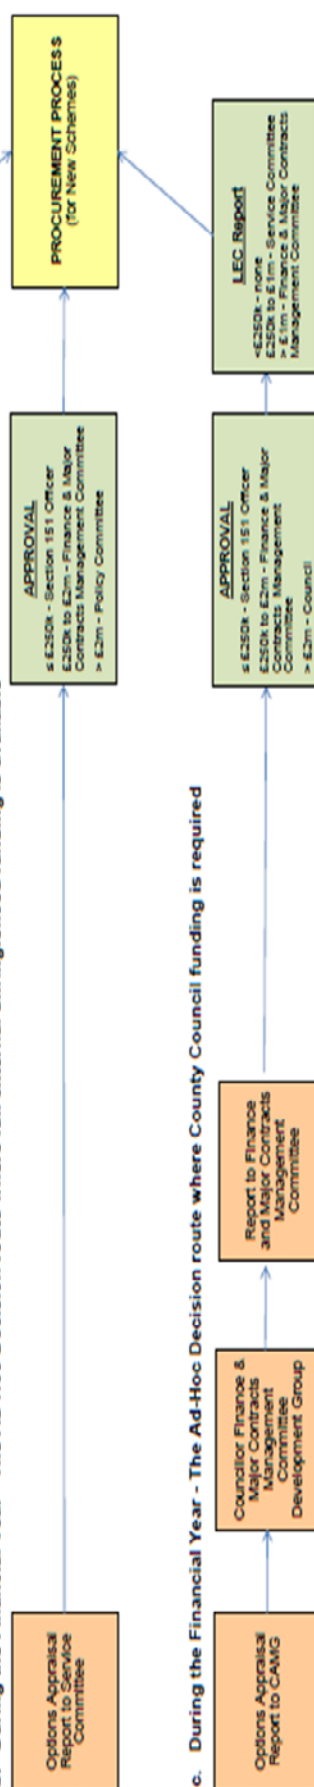 Options Appraisal
Report to Service
Committee
APPROVAL
≤ £250k - Section 151 Officer
£250k to £2m - Finance & Major
Contracts Management Committee
> £2m - Policy Committee
PROCUREMENT PROCESS
(for New Schemes)
c. During the Financial Year - The Ad-Hoc Decision route where County Council funding is required
Options Appraisal
Report to CAMG
Councillor Finance &
Major Contracts
Management
Committee
Development Group
Report to Finance
and Major Contracts
Management
Committee
APPROVAL
≤ £250k - Section 151 Officer
£250k to £2m - Finance & Major
Contracts Management
Committee
> £2m - Council
LEC Report
<£250k - none
£250k to £1m - Service Committee
> £1m - Finance & Major Contracts
Management Committee